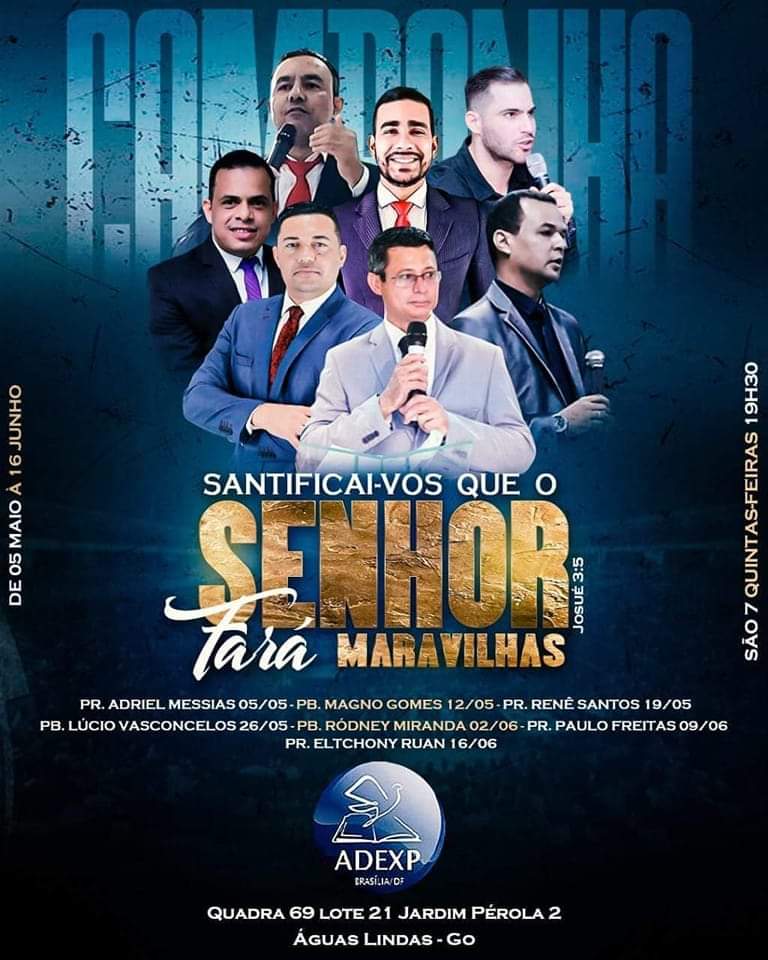 CAMPANHA
DE 05 MAIO À 16 JUNHO
SÃO 7 QUINTAS-FEIRAS 19H30
SANTIFICAI-VOS QUE O
SENHOR
Fará MARAVILHAS
JOSUÉ 3:5
PR. ADRIEL MESSIAS 05/05 - PB. MAGNO GOMES 12/05 - PR. RENÊ SANTOS 19/05
PB. LÚCIO VASCONCELOS 26/05 - PB. RÓDNEY MIRANDA 02/06 - PR. PAULO FREITAS 09/06
PR. ELTCHONY RUAN 16/06
ADEXP
BRASÍLIA/DF
QUADRA 69 LOTE 21 JARDIM PÉROLA 2
ÁGUAS LINDAS - GO